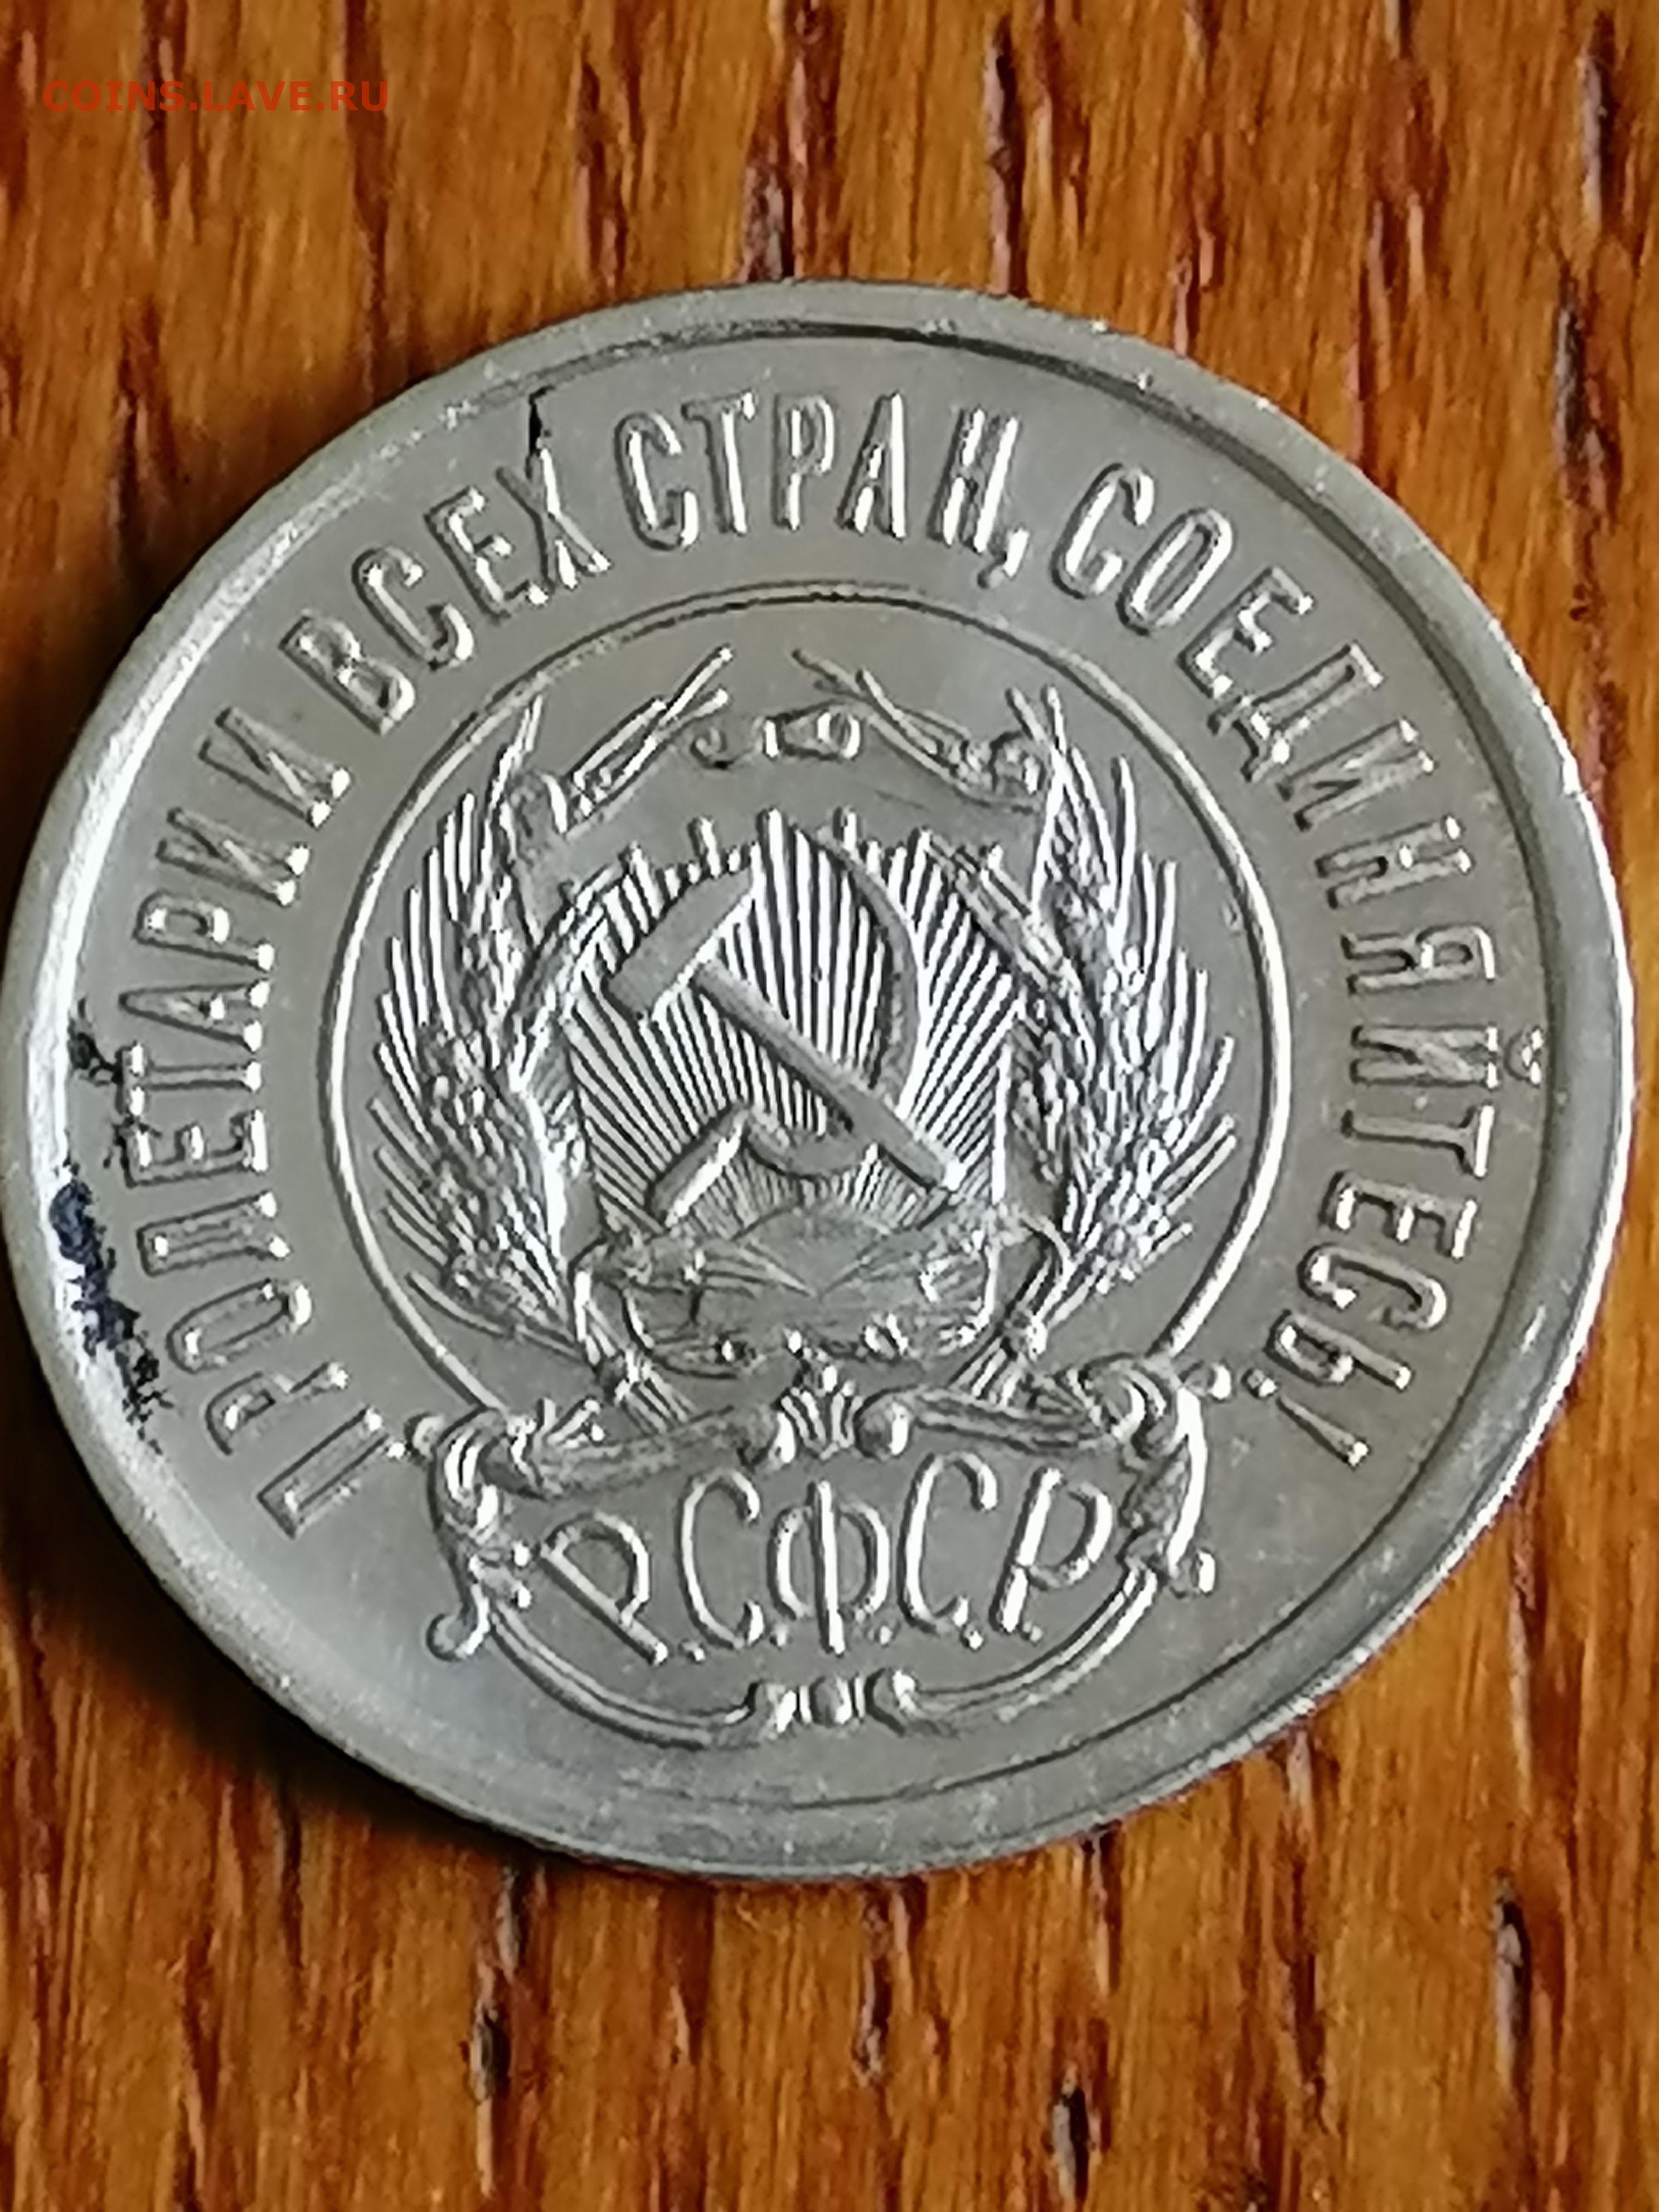 COINS.LAVE.RU
ПРОЛЕТАРИИ ВСЕХ СТРАН, СОЕДИНЯЙТЕСЬ!
Р.С.Ф.С.Р.